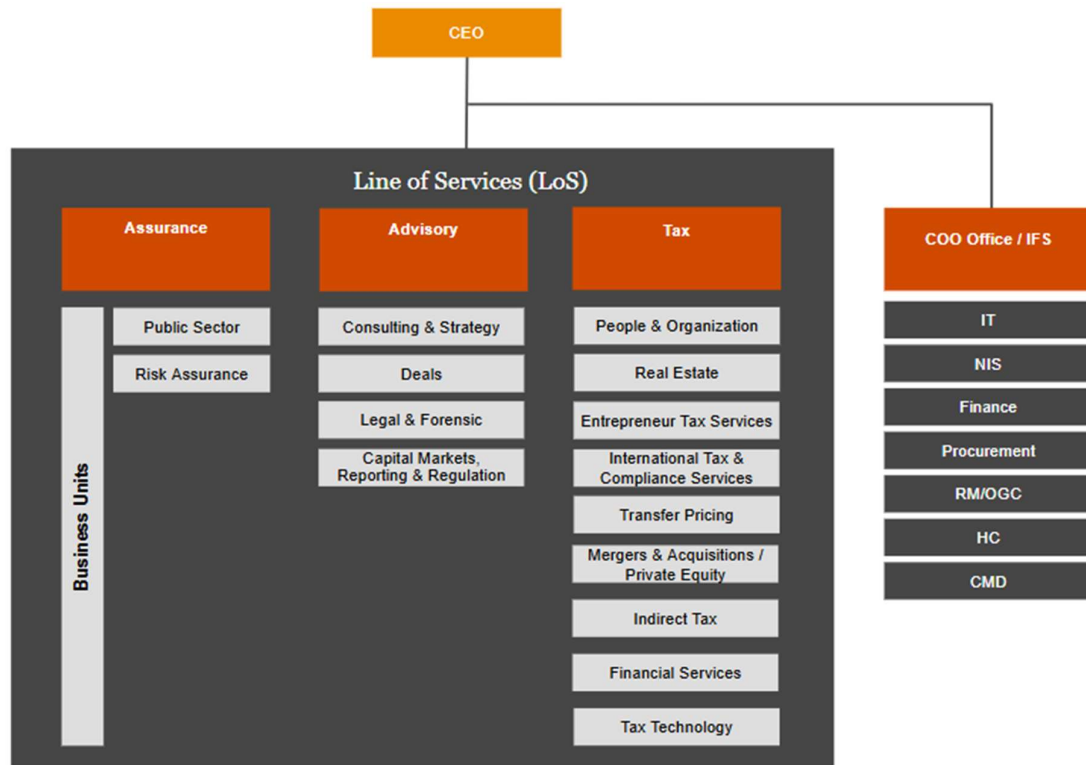 CEO
Line of Services (LoS)
Assurance
Advisory
Tax
COO Office / IFS
Business Units
Public Sector
Risk Assurance
Consulting & Strategy
Deals
Legal & Forensic
Capital Markets,
Reporting & Regulation
People & Organization
Real Estate
Entrepreneur Tax Services
International Tax &
Compliance Services
Transfer Pricing
Mergers & Acquisitions /
Private Equity
Indirect Tax
Financial Services
Tax Technology
IT
NIS
Finance
Procurement
RM/OGC
HC
CMD